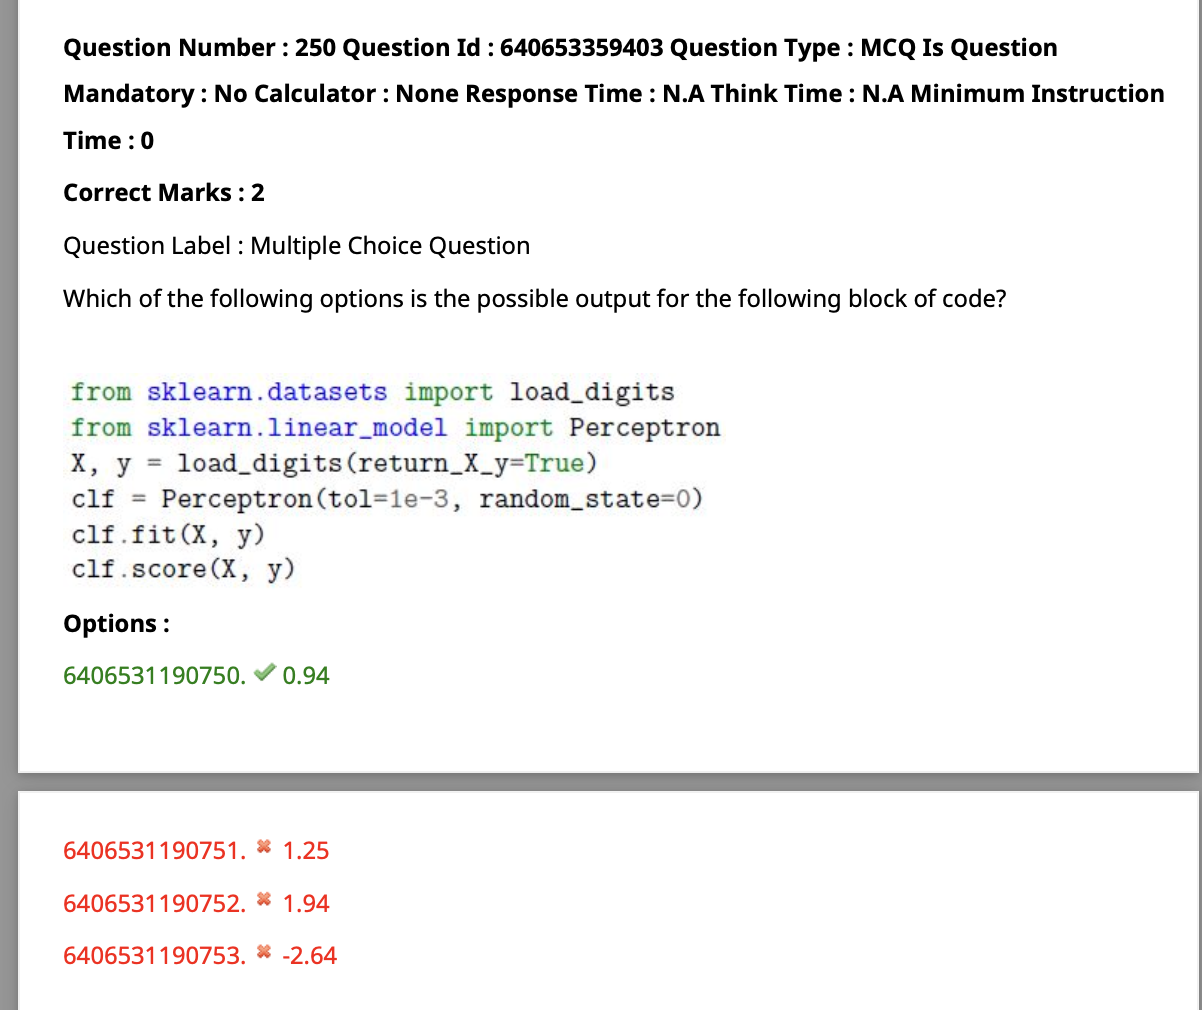 Question Number : 250 Question Id : 640653359403 Question Type : MCQ Is Question
Mandatory : No Calculator : None Response Time : N.A Think Time : N.A Minimum Instruction
Time : 0
Correct Marks : 2
Question Label : Multiple Choice Question
Which of the following options is the possible output for the following block of code?
from sklearn.datasets import load_digits
from sklearn.linear_model import Perceptron
X, y = load_digits(return_X_y=True)
clf = Perceptron(tol=1e-3, random_state=0)
clf.fit(X, y)
clf.score(X, y)
Options :
6406531190750. ✔ 0.94
6406531190751. ✖ 1.25
6406531190752. ✖ 1.94
6406531190753. ✖ -2.64